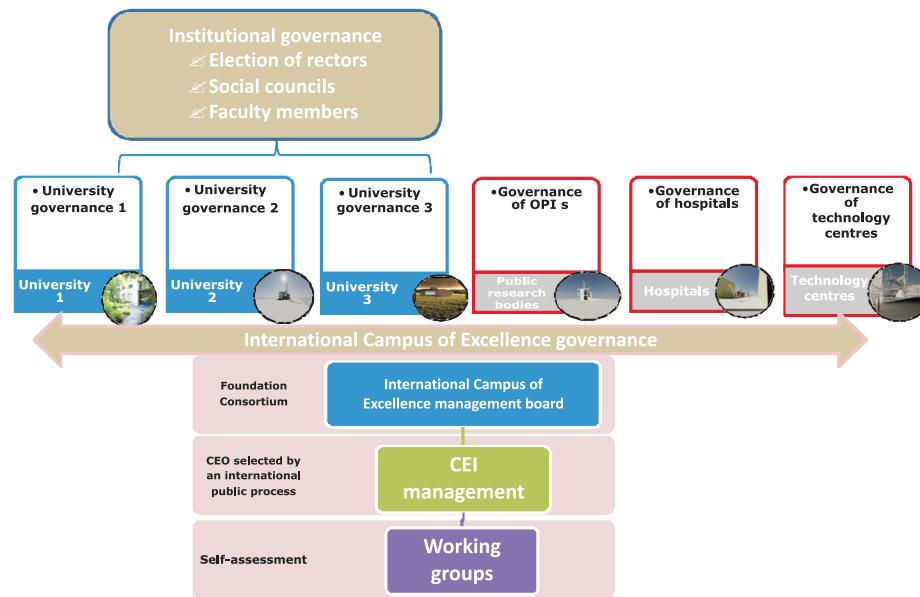 Institutional governance
Election of rectors
Social councils
Faculty members
• University
governance 1
• University
governance 2
• University
governance 3
•Governance
of OPI s
•Governance
of hospitals
•Governance
of
technology
centres
University
1
University
2
University
3
Public
research
bodies
Hospitals
Technology
centres
International Campus of Excellence governance
Foundation
Consortium
International Campus of
Excellence management board
CEO selected by
an international
public process
CEI
management
Self-assessment
Working
groups